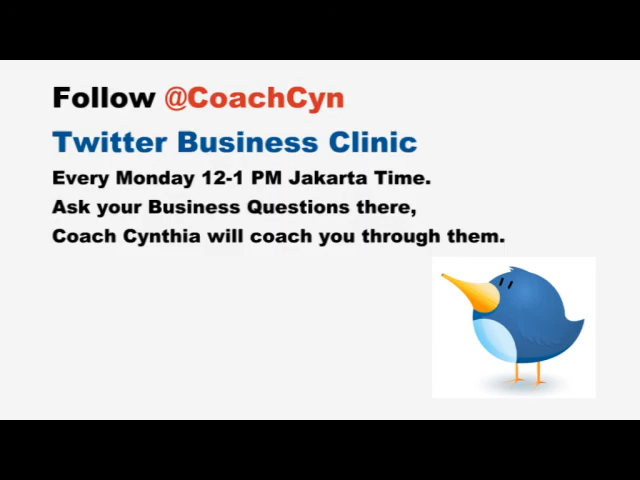 Follow @CoachCyn
Twitter Business Clinic
Every Monday 12-1 PM Jakarta Time.
Ask your Business Questions there,
Coach Cynthia will coach you through them.